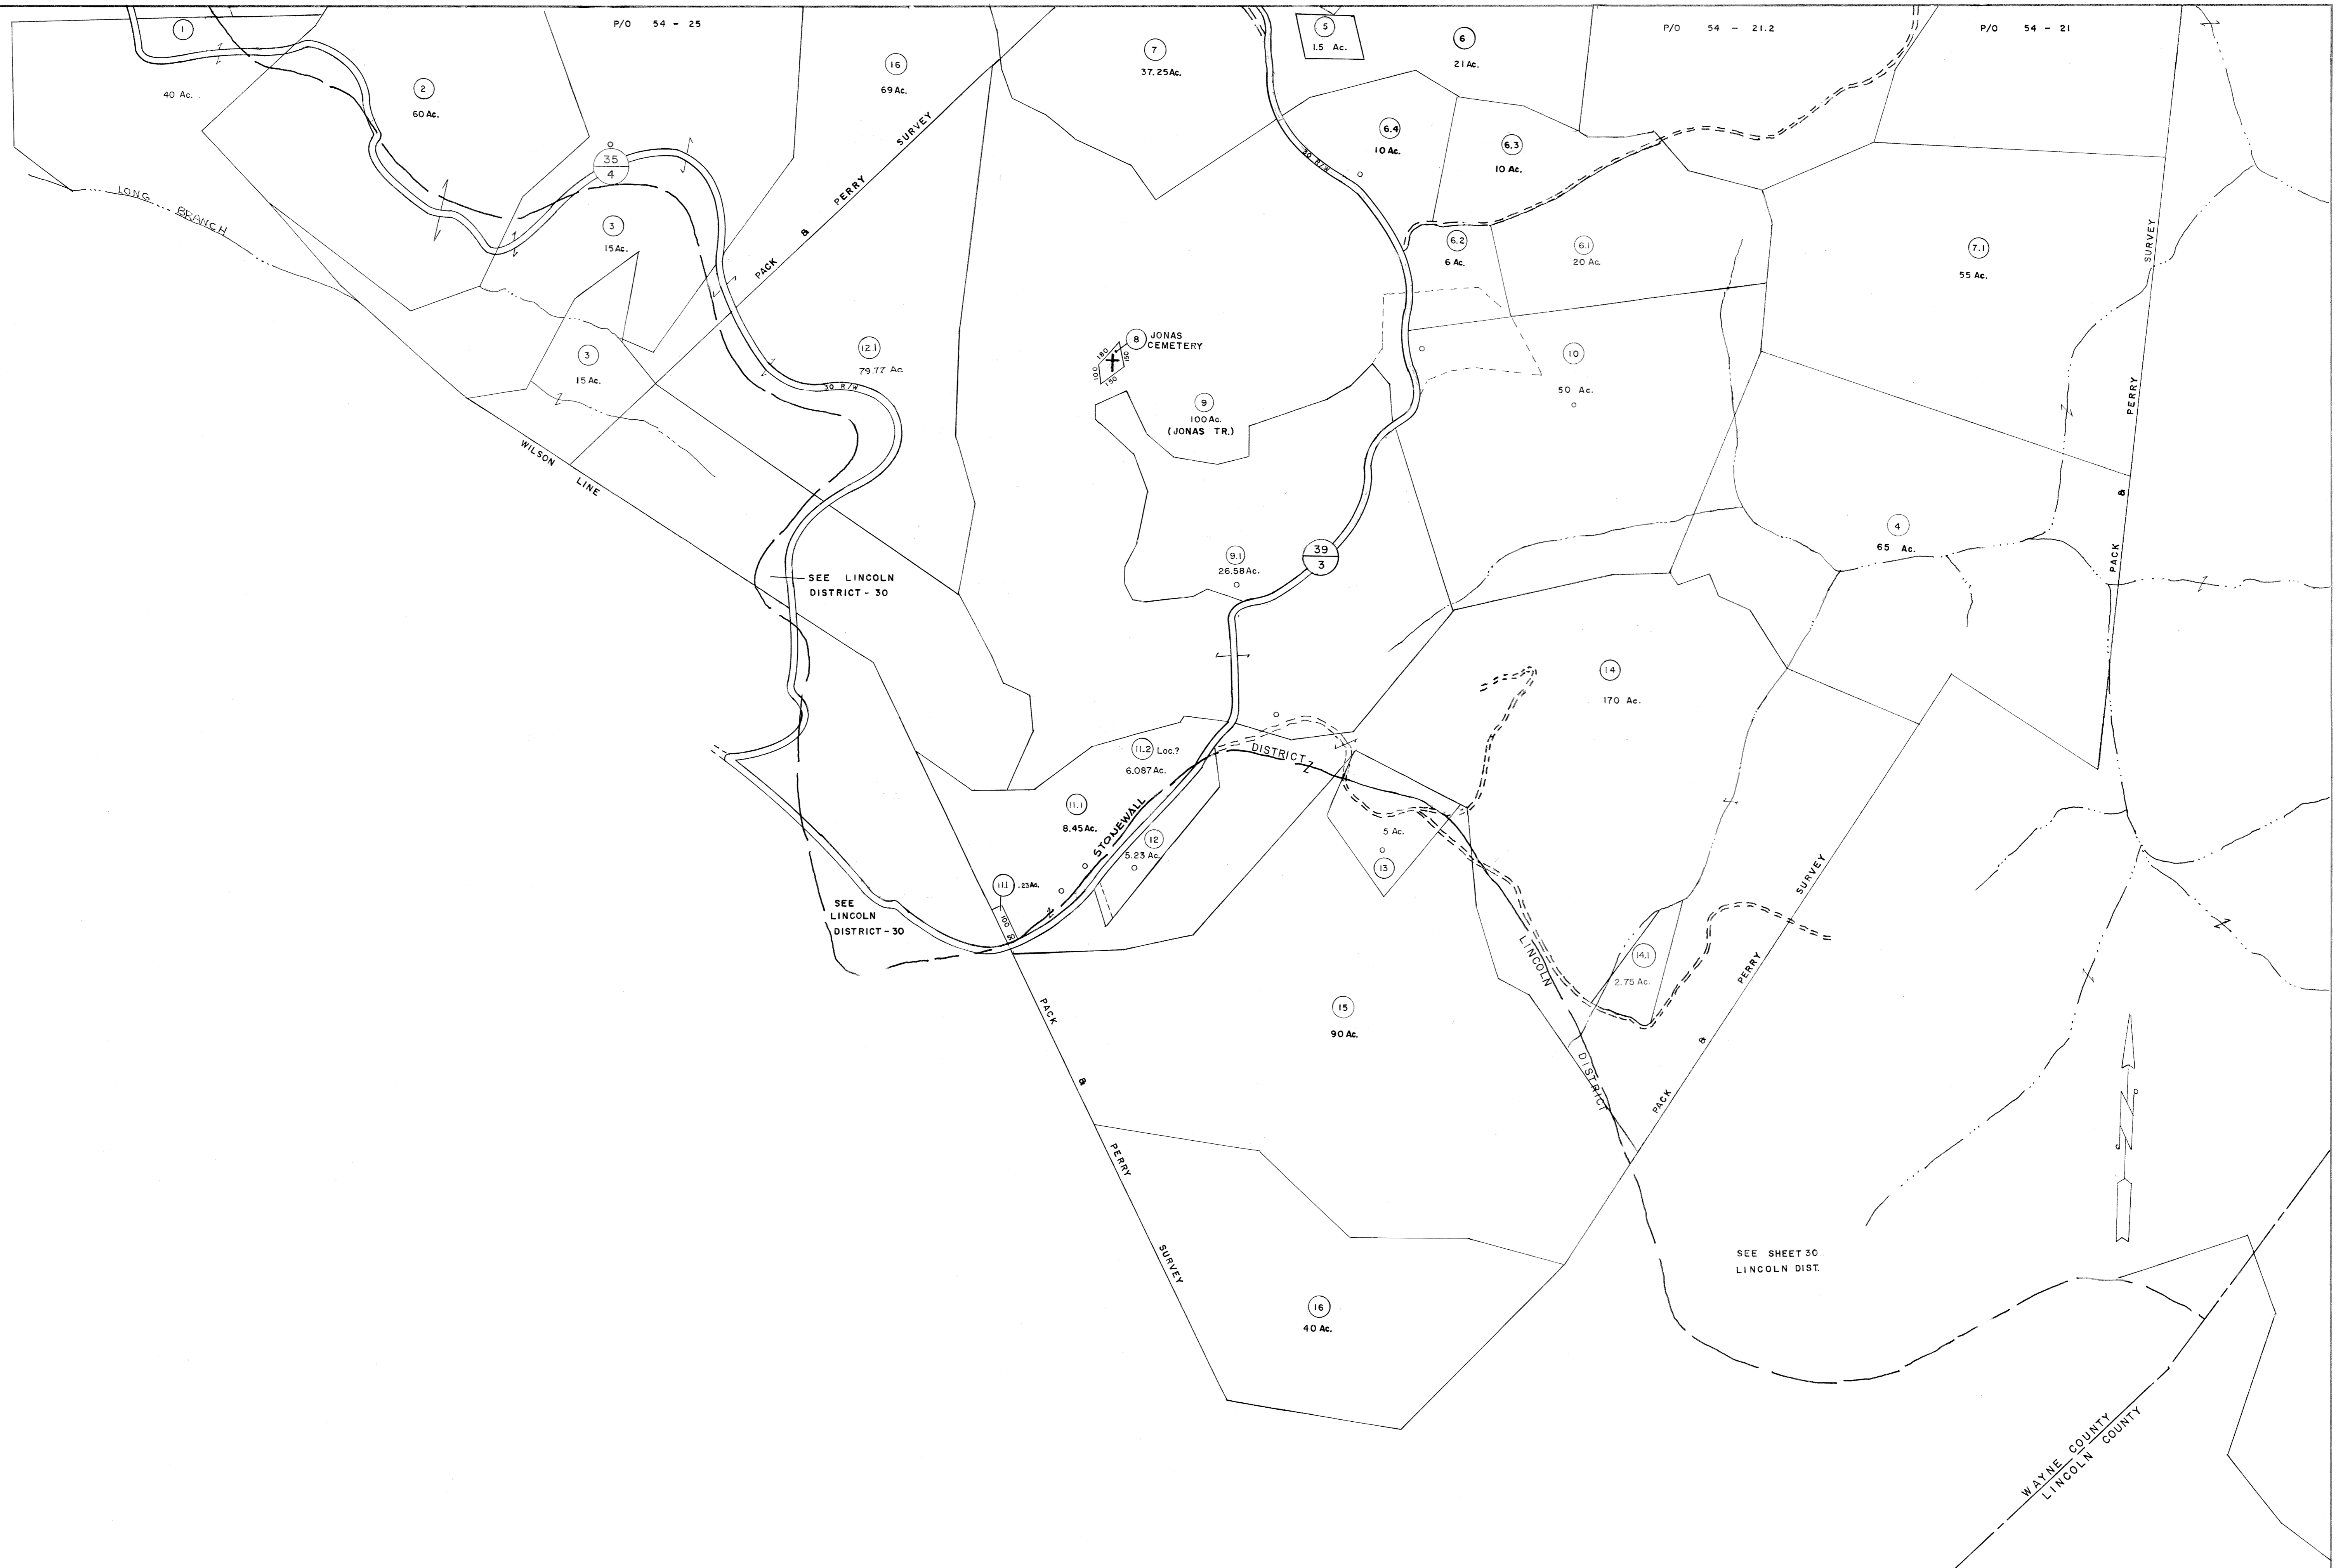 P/O 54 - 25
P/O 54 - 21.2
P/O 54 - 21
1
40 Ac.
2
60 Ac.
16
69 Ac.
7
37.25 Ac.
5
1.5 Ac.
6
21 Ac.
6.4
10 Ac.
6.3
10 Ac.
6.2
6 Ac.
6.1
20 Ac.
7.1
55 Ac.
35
4
LONG BRANCH
3
15 Ac.
PACK & PERRY SURVEY
30 R/W
3
15 Ac.
12.1
79.77 Ac
30 R/W
8
JONAS
CEMETERY
180
150
100
150
9
100 Ac.
(JONAS TR.)
10
50 Ac.
PACK & PERRY SURVEY
WILSON LINE
9.1
26.58 Ac.
39
3
4
65 Ac.
SEE LINCOLN
DISTRICT - 30
14
170 Ac.
11.2 Loc.?
6.087 Ac.
STONEWALL DISTRICT
11.1
8.45 Ac.
12
5.23 Ac.
5 Ac.
13
11.1 .23 Ac.
100
50
SEE
LINCOLN
DISTRICT - 30
LINCOLN DISTRICT
14.1
2.75 Ac.
PACK & PERRY SURVEY
15
90 Ac.
PACK & PERRY SURVEY
16
40 Ac.
SEE SHEET 30
LINCOLN DIST.
N
WAYNE COUNTY
LINCOLN COUNTY